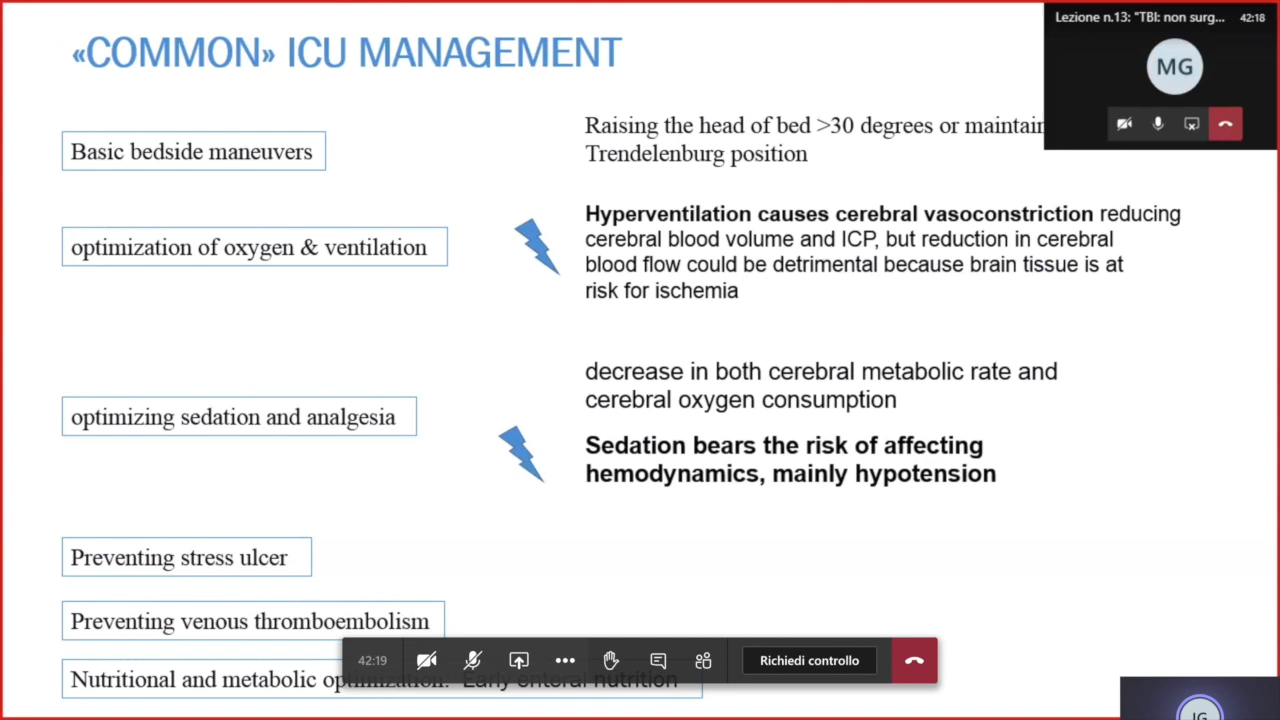 «COMMON» ICU MANAGEMENT
Lezione n.13: "TBI: non surg... 42:18
MG
Basic bedside maneuvers
Raising the head of bed >30 degrees or maintain
Trendelenburg position
optimization of oxygen & ventilation
Hyperventilation causes cerebral vasoconstriction reducing
cerebral blood volume and ICP, but reduction in cerebral
blood flow could be detrimental because brain tissue is at
risk for ischemia
optimizing sedation and analgesia
decrease in both cerebral metabolic rate and
cerebral oxygen consumption
Sedation bears the risk of affecting
hemodynamics, mainly hypotension
Preventing stress ulcer
Preventing venous thromboembolism
Nutritional and metabolic optimization: Early enteral nutrition
42:19
Richiedi controllo